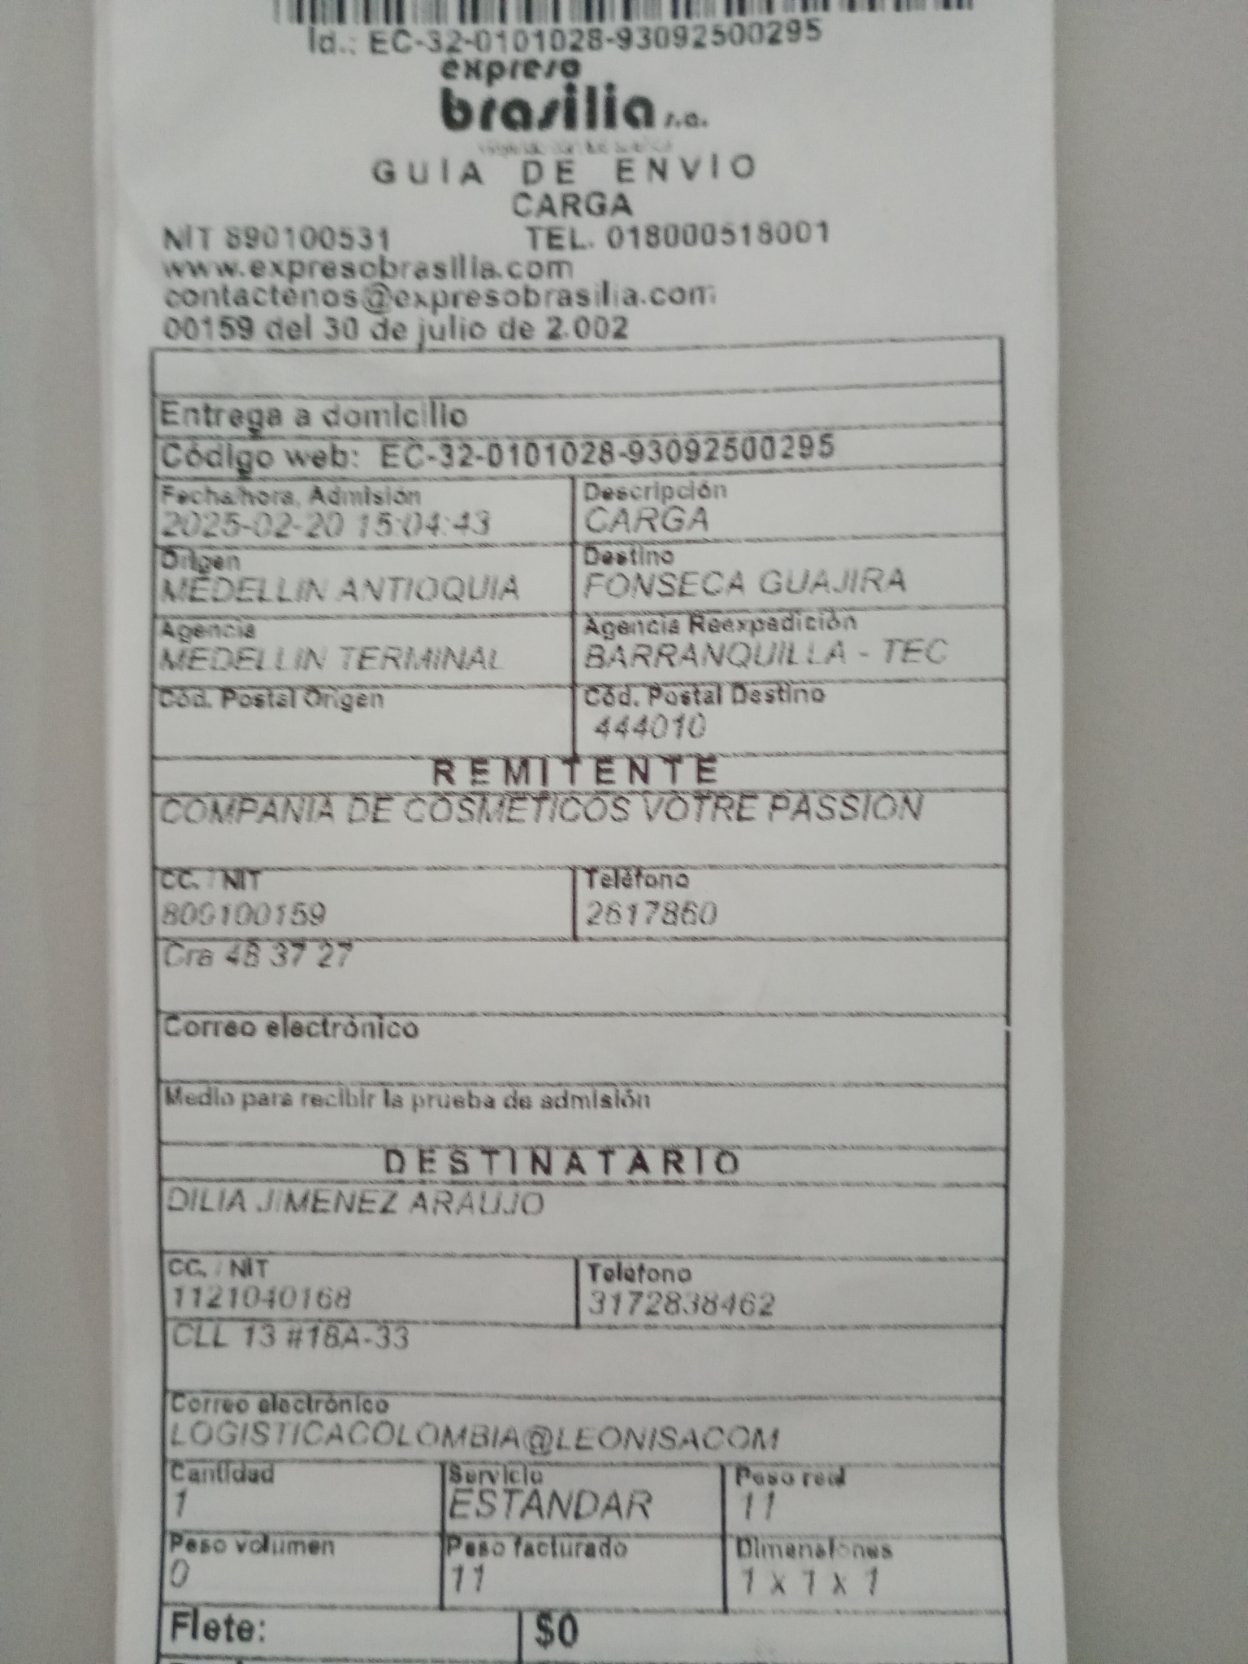 Id.: EC-32-0101028-93092500295
expreso
brasilia s.a.
GUIA DE ENVIO
CARGA
NIT 890100531 TEL. 018000518001
www.expresobrasilia.com
contactenos@expresobrasilia.com
00159 del 30 de julio de 2.002
Entrega a domicilio
Código web: EC-32-0101028-93092500295
Fecha/hora, Admisión Descripción
2025-02-20 15:04:43 CARGA
Origen Destino
MEDELLIN ANTIOQUIA FONSECA GUAJIRA
Agencia Agencia Reexpedición
MEDELLIN TERMINAL BARRANQUILLA - TEC
Cód. Postal Origen Cód. Postal Destino
444010
REMITENTE
COMPANIA DE COSMETICOS VOTRE PASSION
CC. / NIT Teléfono
800100159 2617860
Cra 48 37 27
Correo electrónico
Medio para recibir la prueba de admisión
DESTINATARIO
DILIA JIMENEZ ARAUJO
CC. / NIT Teléfono
1121040168 3172838462
CLL 13 #18A-33
Correo electrónico
LOGISTICACOLOMBIA@LEONISACOM
Cantidad Servicio Peso real
1 ESTANDAR 11
Peso volumen Peso facturado Dimensiones
0 11 1 x 1 x 1
Flete: $0